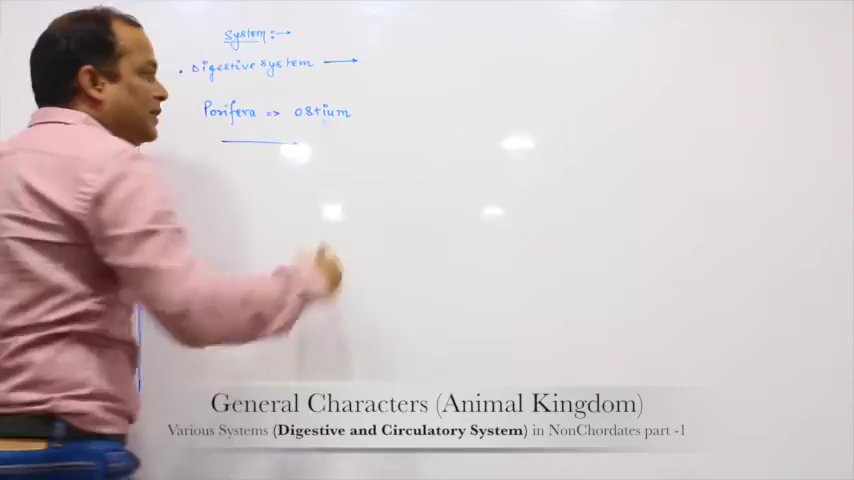 System :→
. Digestive system →
Porifera => ostium
General Characters (Animal Kingdom)
Various Systems (Digestive and Circulatory System) in NonChordates part -1